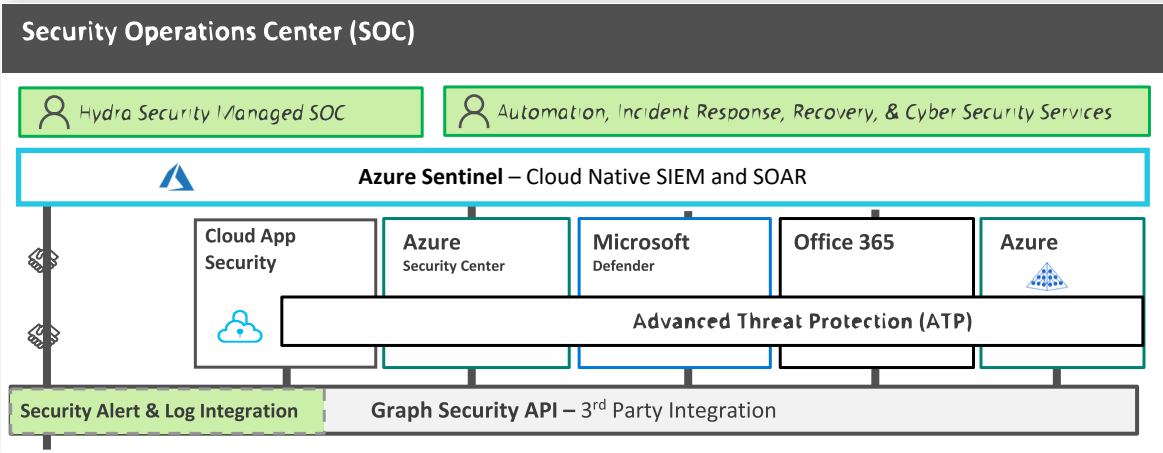 Security Operations Center (SOC)
Hydra Security Managed SOC
Automation, Incident Response, Recovery, & Cyber Security Services
Azure Sentinel – Cloud Native SIEM and SOAR
Cloud App
Security
Azure
Security Center
Microsoft
Defender
Office 365
Azure
Advanced Threat Protection (ATP)
Security Alert & Log Integration
Graph Security API – 3rd Party Integration